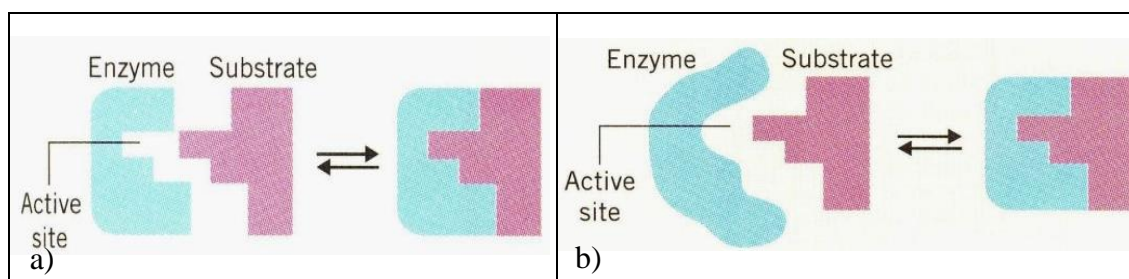 Enzyme Substrate
Active
site
a)
Enzyme Substrate
Active
site
b)